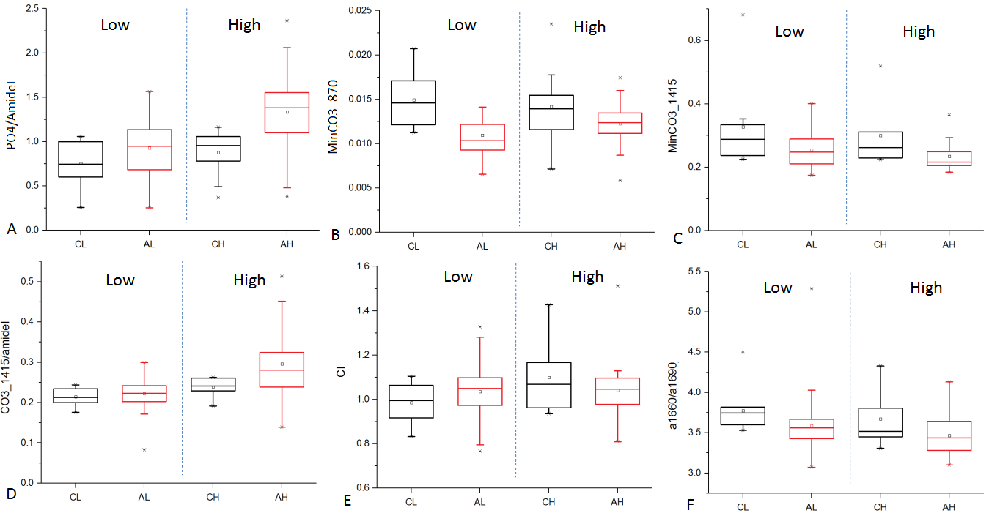 PO4/AmideI
2.5
2.0
1.5
1.0
0.5
0.0
Low
High
A
CL
AL
CH
AH
MinCO3_870
0.025
0.020
0.015
0.010
0.005
0.000
Low
High
B
CL
AL
CH
AH
MinCO3_1415
0.6
0.4
0.2
0.0
Low
High
C
CL
AL
CH
AH
CO3_1415/amideI
0.5
0.4
0.3
0.2
0.1
0.0
Low
High
D
CL
AL
CH
AH
CI
1.6
1.4
1.2
1.0
0.8
0.6
Low
High
E
CL
AL
CH
AH
a1660/a1690.
5.5
5.0
4.5
4.0
3.5
3.0
Low
High
F
CL
AL
CH
AH